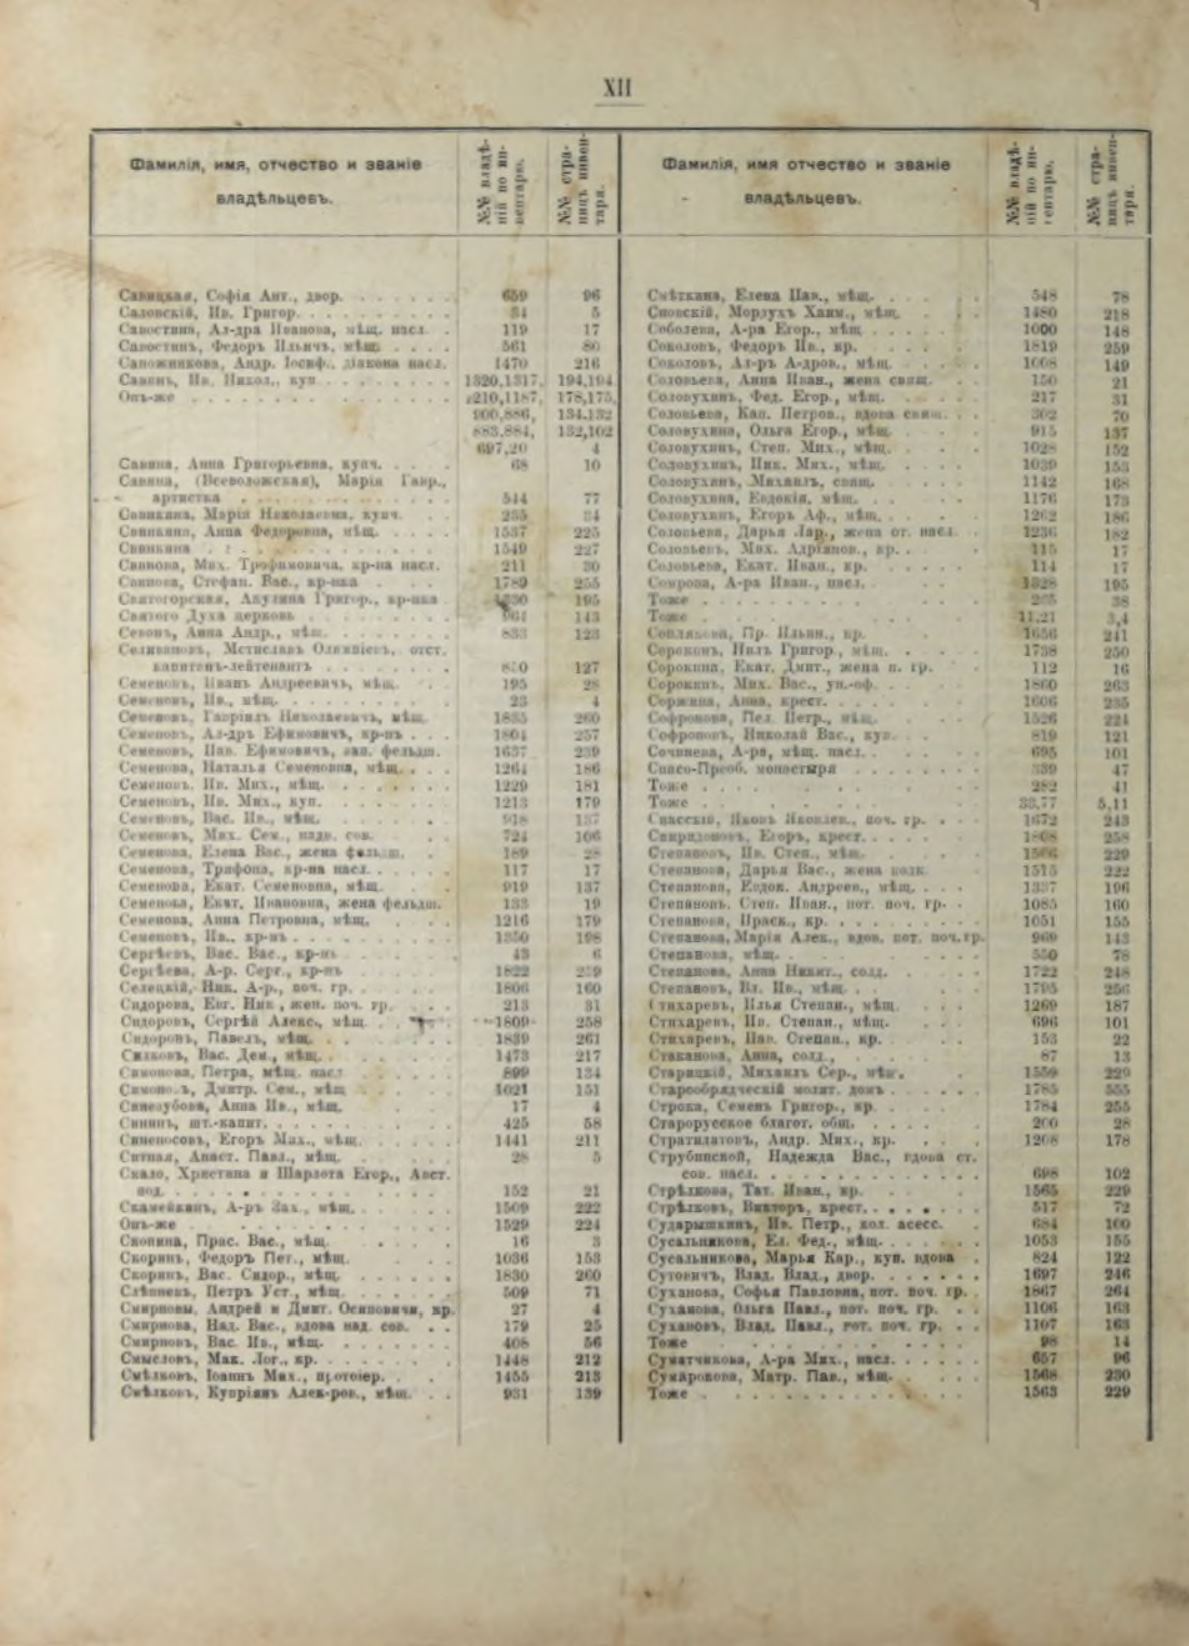 XII
Фамилія, имя, отчество и званіе
владѣльцевъ.
№№ владѣ-
ній по ин-
вентарю.
№№ стра-
ницъ инвен-
таря.
Савицкая, Софія Ант., двор. 659 96
Садовскій, Ив. Григор. 34 5
Савостина, Ал-дра Иванова, мѣщ. насл. 119 17
Савостинъ, Федоръ Ильичъ, мѣщ. 561 80
Сапожникова, Андр. Іосиф., діакона насл. 1470 216
Савинъ, Ив. Никол., куп. 1320,1317, 194,194
Онъ-же 1210,1187, 178,175,
900,886, 134,132
883,884, 132,102
697,20 4
Савина, Анна Григорьевна, купч. 68 10
Савина, (Всеволожская), Марія Гавр.,
артистка 544 77
Свинкина, Марія Николаевна, купч. 255 34
Свинкина, Анна Федоровна, мѣщ. 1537 225
Свинкина 1549 227
Свинова, Мих. Трофимовича, кр-на насл. 211 30
Свинова, Стефан. Вас., кр-нка 1789 255
Святогорская, Акулина Григор., кр-нка 195
Святого Духа церковь 961 143
Севонъ, Анна Андр., мѣщ. 833 123
Селивановъ, Мстиславъ Олимпіев., отст.
капитанъ-лейтенантъ 127
Семеновъ, Иванъ Андреевичъ, мѣщ. 195 28
Семеновъ, Ив., мѣщ. 23 4
Семеновъ, Гавріилъ Николаевичъ, мѣщ. 1835 260
Семеновъ, Ал-дръ Ефимовичъ, кр-нъ 1804 257
Семеновъ, Пав. Ефимовичъ, зап. фельдш. 1637 239
Семенова, Наталья Семеновна, мѣщ. 1264 186
Семеновъ, Ив. Мих., мѣщ. 1229 181
Семеновъ, Ив. Мих., куп. 1213 179
Семеновъ, Вас. Ив., мѣщ. 918 137
Семеновъ, Мих. Сем., надв. сов. 724 106
Семенова, Елена Вас., жена фельдш. 189 28
Семенова, Трифона, кр-на насл. 117 17
Семенова, Екат. Семеновна, мѣщ. 919 137
Семенова, Екат. Ивановна, жена фельдш. 133 19
Семенова, Анна Петровна, мѣщ. 1216 179
Семеновъ, Ив., кр-нъ 1350 198
Сергѣевъ, Вас. Вас., кр-нъ 43 6
Сергѣева, А-р. Серг., кр-нъ 1822 259
Селецкій, Ник. А-р., поч. гр. 1806 160
Сидорова, Евг. Ник., жен. поч. гр. 213 31
Сидоровъ, Сергѣй Алекс., мѣщ. 1809 258
Сидоровъ, Павелъ, мѣщ. 1839 261
Силковъ, Вас. Дем., мѣщ. 1473 217
Симонова, Петра, мѣщ. насл. 899 134
Симоновъ, Дмитр. Сем., мѣщ. 1021 151
Синезубова, Анна Ив., мѣщ. 17 4
Сининъ, шт.-капит. 425 58
Синеносовъ, Егоръ Мих., мѣщ. 1441 211
Ситная, Анаст. Павл., мѣщ. 28 5
Скало, Христина и Шарлота Егор., Авст.
под. 152 21
Скамейкинъ, А-ръ Зах., мѣщ. 1509 222
Онъ-же 1529 224
Скопина, Прас. Вас., мѣщ. 16 3
Скоринъ, Федоръ Пет., мѣщ. 1036 153
Скоринъ, Вас. Сидор., мѣщ. 1830 260
Слѣпневъ, Петръ Уст., мѣщ. 509 71
Смирновы, Андрей и Дмит. Осиповичи, кр. 27 4
Смирнова, Над. Вас., вдова над. сов. 179 25
Смирновъ, Вас. Ив., мѣщ. 408 56
Смысловъ, Мак. Лог., кр. 1448 212
Смѣлковъ, Іоаннъ Мих., протоіер. 1455 213
Смѣлковъ, Купріянъ Алек-ров., мѣщ. 931 139
Фамилія, имя отчество и званіе
владѣльцевъ.
№№ владѣ-
ній по ин-
вентарю.
№№ стра-
ницъ инвен-
таря.
Смѣткина, Елена Пав., мѣщ. 548 78
Сновскій, Мордухъ Хаим., мѣщ. 1480 218
Соболева, А-ра Егор., мѣщ. 1000 148
Соколовъ, Федоръ Ив., кр. 1819 259
Соколовъ, Ал-ръ А-дров., мѣщ. 1008 149
Соловьева, Анна Иван., жена свящ. 150 21
Соловухинъ, Фед. Егор., мѣщ. 217 31
Соловьева, Кап. Петров., вдова свящ. 302 70
Соловухина, Ольга Егор., мѣщ. 915 137
Соловухинъ, Степ. Мих., мѣщ. 1028 152
Соловухинъ, Ник. Мих., мѣщ. 1039 153
Соловухинъ, Михаилъ, свящ. 1142 168
Соловухина, Евдокія, мѣщ. 1176 173
Соловухинъ, Егоръ Аф., мѣщ. 1262 186
Соловьева, Дарья Лар., жена от. насл. 1236 182
Соловьевъ, Мих. Адріанов., кр. 115 17
Соловьева, Екат. Иван., кр. 114 17
Сомрова, А-ра Иван., насл. 1328 195
Тоже 265 38
Тоже 11,21 3,4
Соплякова, Пр. Ильин., кр. 1656 241
Сорокинъ, Нилъ Григор., мѣщ. 1738 250
Сорокина, Екат. Дмит., жена п. гр. 112 16
Сорокинъ, Мих. Вас., ун.-оф. 1860 263
Соржина, Анна, крест. 1606 235
Софронова, Пел. Петр., мѣщ. 1526 224
Софроновъ, Николай Вас., куп. 819 121
Сочинева, А-ра, мѣщ. насл. 695 101
Спасо-Преоб. монастыря 339 47
Тоже 282 41
Тоже 33,77 5,11
Спасскій, Яковъ Яковлев., поч. гр. 1672 243
Свиридоновъ, Егоръ, крест. 1808 258
Степановъ, Ив. Степ., мѣщ. 1566 229
Степанова, Дарья Вас., жена полк. 1515 222
Степанова, Евдок. Андреев., мѣщ. 1337 196
Степановъ, Степ. Иван., пот. поч. гр. 1085 160
Степанова, Праск., кр. 1051 155
Степанова, Марія Алек., вдов. пот. поч. гр. 969 143
Степанова, мѣщ. 550 78
Степанова, Анна Никит., солд. 1722 248
Степановъ, Вл. Ив., мѣщ. 1795 256
Стихаревъ, Илья Степан., мѣщ. 1269 187
Стихаревъ, Ив. Степан., мѣщ. 696 101
Стихаревъ, Пав. Степан., кр. 153 22
Стаканова, Анна, солд. 87 13
Старицкій, Михаилъ Сер., мѣщ. 1559 229
Старообрядческій молит. домъ 1785 555
Строка, Семенъ Григор., кр. 1784 255
Старорусское благот. общ. 200 28
Стратилатовъ, Андр. Мих., кр. 1208 178
Струбинской, Надежда Вас., вдова ст.
сов. насл. 698 102
Стрѣлкова, Тат. Иван., кр. 1565 229
Стрѣлковъ, Викторъ, крест. 517 72
Сударышкинъ, Ив. Петр., кол. асесс. 684 100
Сусальникова, Ел. Фед., мѣщ. 1053 155
Сусальникова, Марья Кар., куп. вдова 824 122
Сутовичъ, Влад. Влад., двор. 1697 246
Суханова, Софья Павловна, пот. поч. гр. 1867 264
Суханова, Ольга Павл., пот. поч. гр. 1106 163
Сухановъ, Влад. Павл., пот. поч. гр. 1107 163
Тоже 98 14
Суматчикова, А-ра Мих., насл. 657 96
Сумарокова, Матр. Пав., мѣщ. 1568 230
Тоже 1563 229